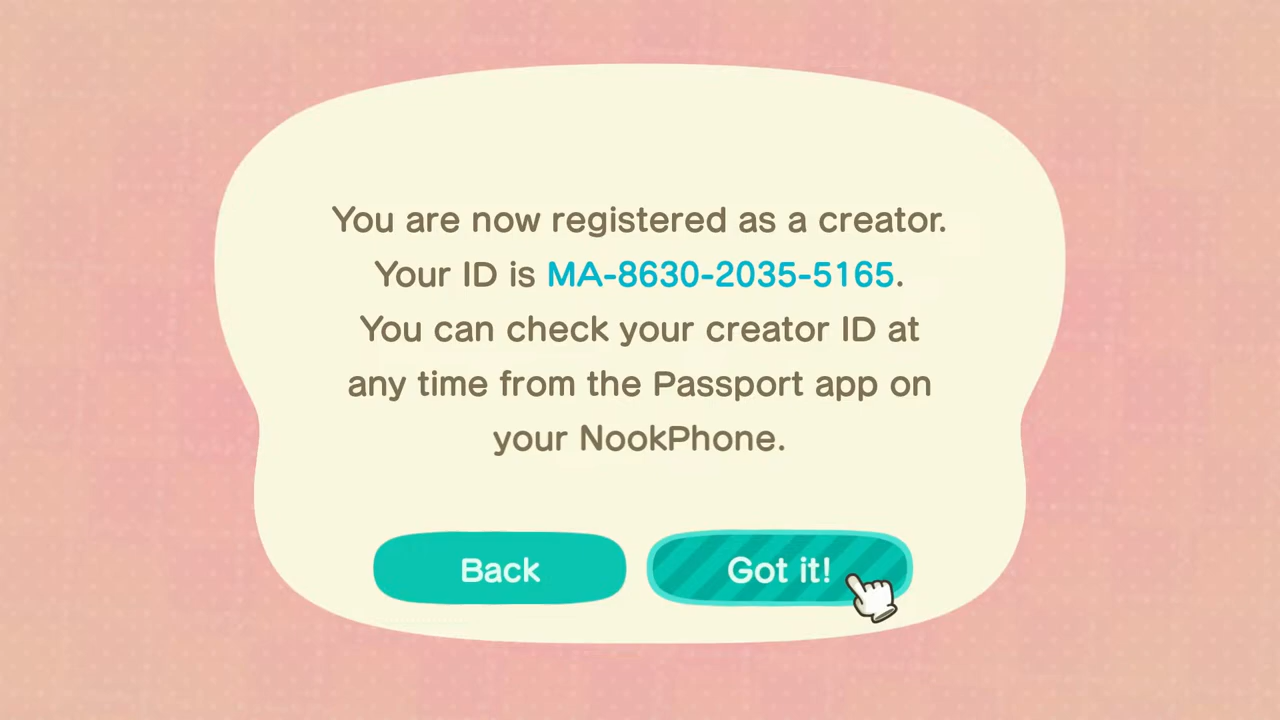 You are now registered as a creator.
Your ID is MA-8630-2035-5165.
You can check your creator ID at
any time from the Passport app on
your NookPhone.
Back
Got it!